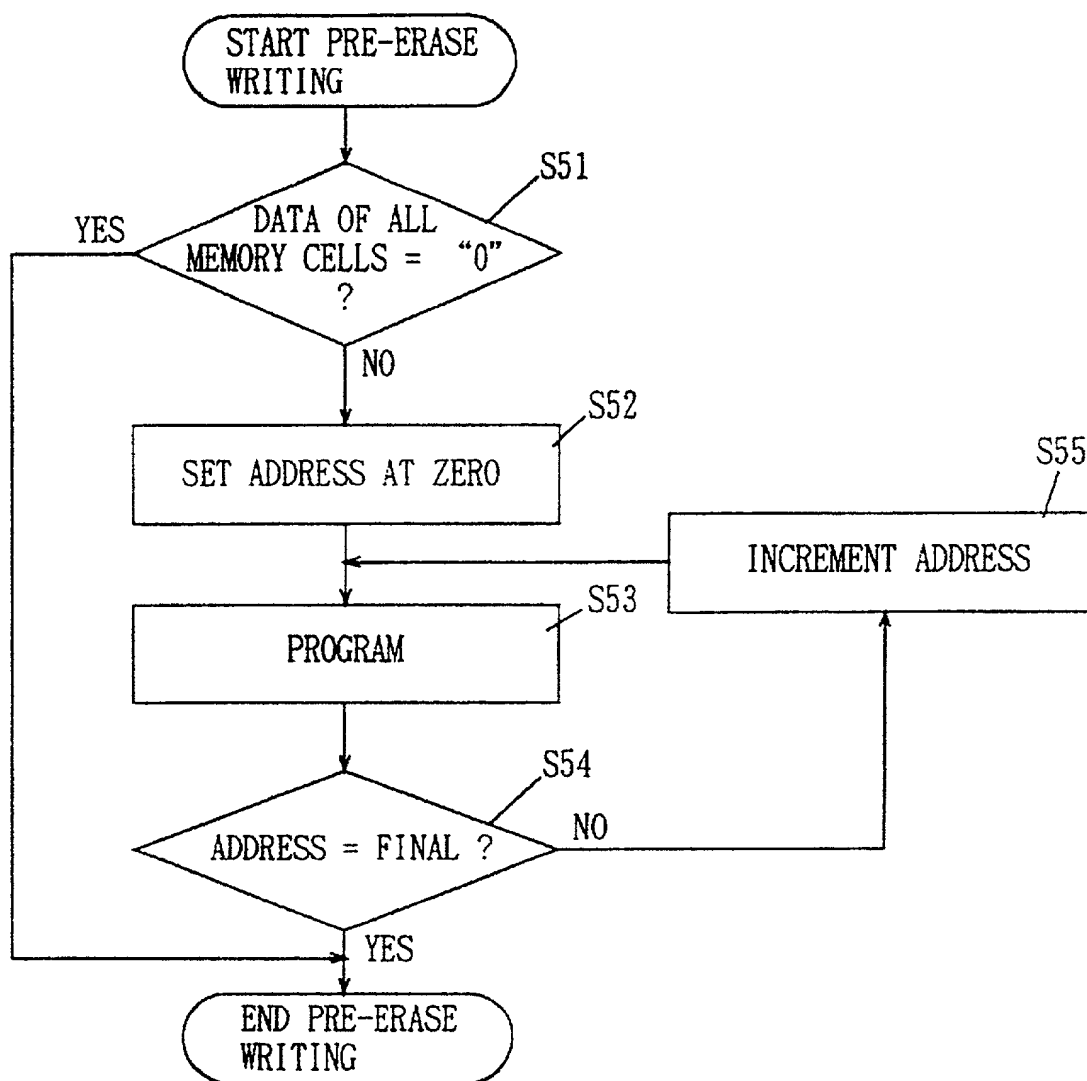 START PRE-ERASE
WRITING
S51
YES
DATA OF ALL
MEMORY CELLS = “0”
?
NO
S52
SET ADDRESS AT ZERO
S55
INCREMENT ADDRESS
S53
PROGRAM
S54
ADDRESS = FINAL ?
NO
YES
END PRE-ERASE
WRITING